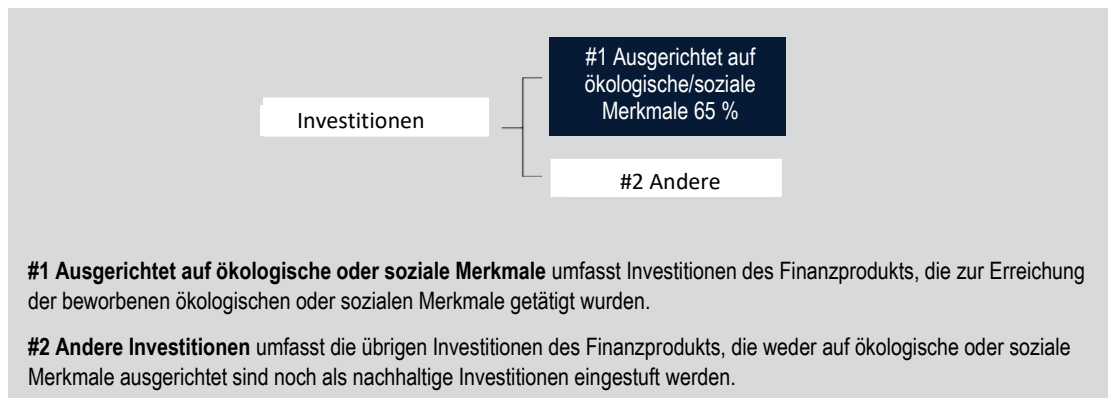 #1 Ausgerichtet auf
ökologische/soziale
Merkmale 65 %
Investitionen
#2 Andere
#1 Ausgerichtet auf ökologische oder soziale Merkmale umfasst Investitionen des Finanzprodukts, die zur Erreichung
der beworbenen ökologischen oder sozialen Merkmale getätigt wurden.
#2 Andere Investitionen umfasst die übrigen Investitionen des Finanzprodukts, die weder auf ökologische oder soziale
Merkmale ausgerichtet sind noch als nachhaltige Investitionen eingestuft werden.